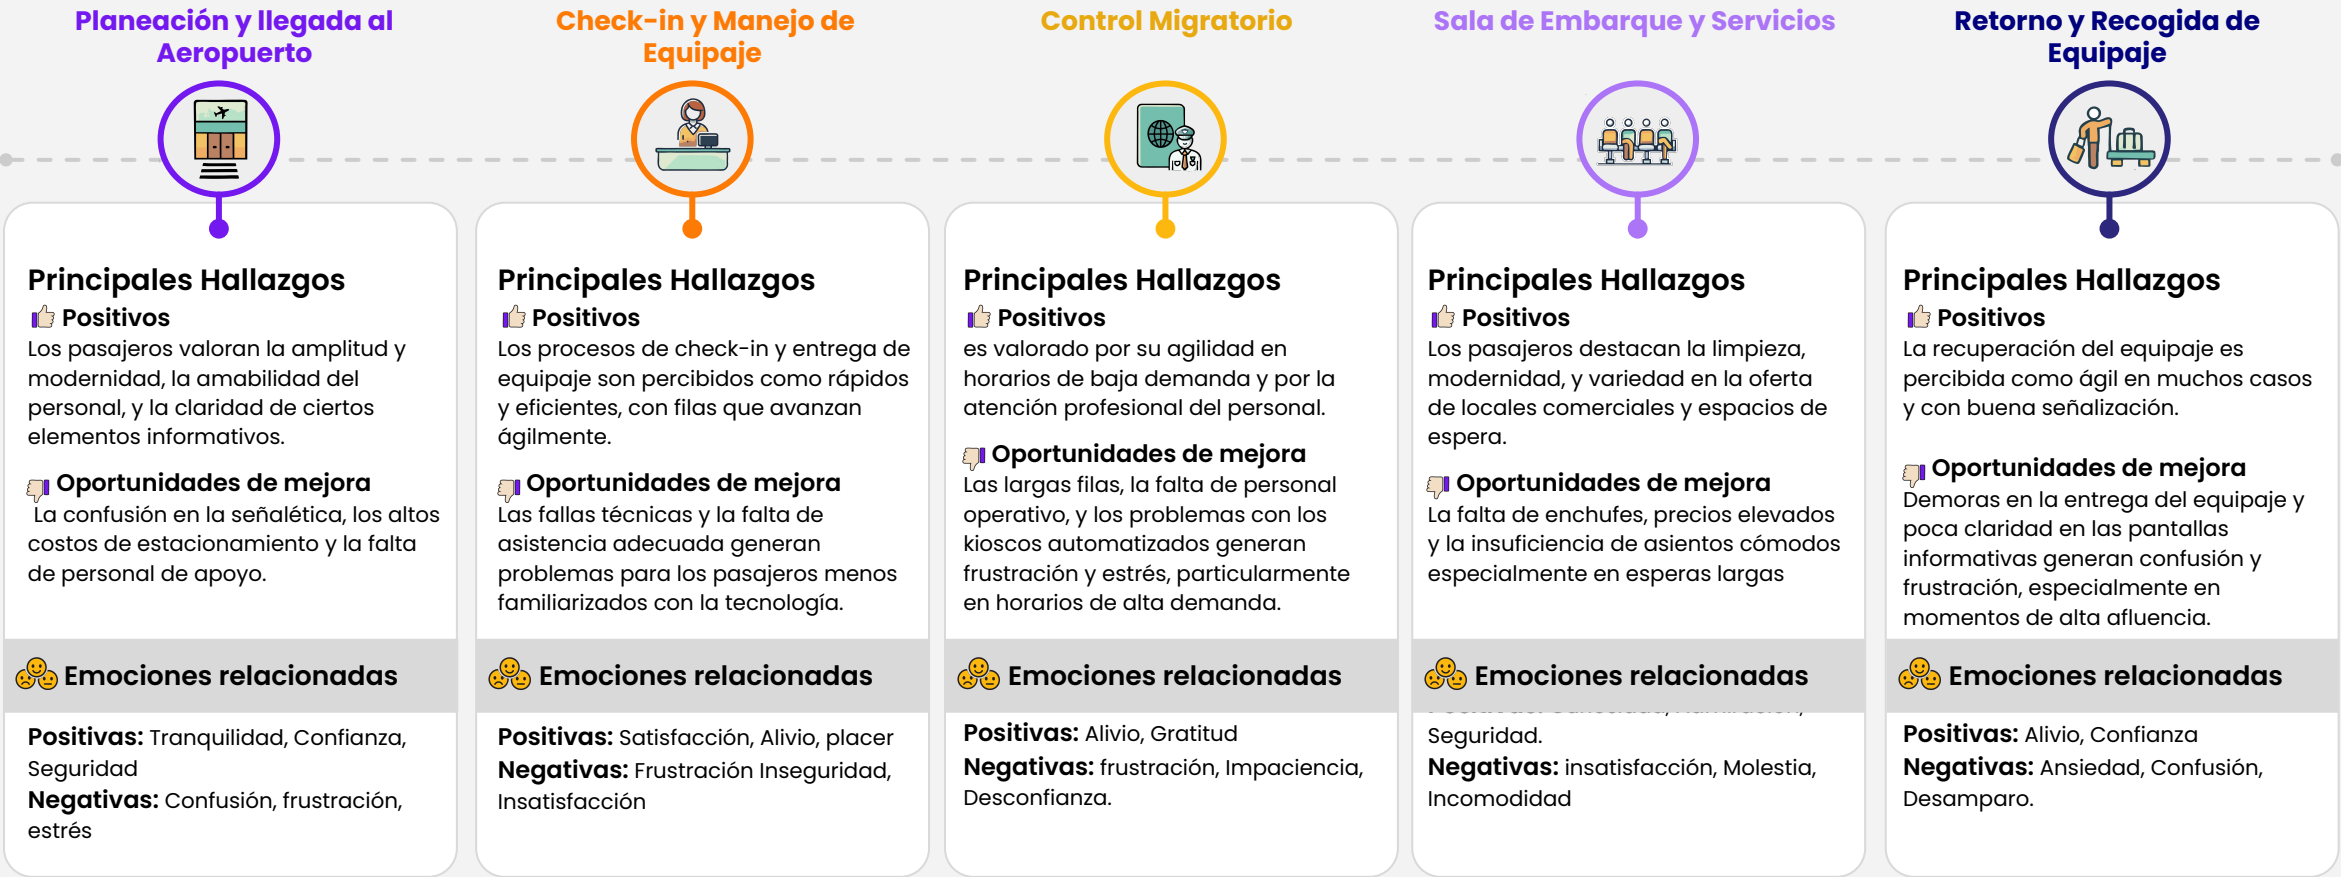 Planeación y llegada al
Aeropuerto
Principales Hallazgos
Positivos
Los pasajeros valoran la amplitud y
modernidad, la amabilidad del
personal, y la claridad de ciertos
elementos informativos.
Oportunidades de mejora
La confusión en la señalética, los altos
costos de estacionamiento y la falta
de personal de apoyo.
Emociones relacionadas
Positivas: Tranquilidad, Confianza,
Seguridad
Negativas: Confusión, frustración,
estrés
Check-in y Manejo de
Equipaje
Principales Hallazgos
Positivos
Los procesos de check-in y entrega de
equipaje son percibidos como rápidos
y eficientes, con filas que avanzan
ágilmente.
Oportunidades de mejora
Las fallas técnicas y la falta de
asistencia adecuada generan
problemas para los pasajeros menos
familiarizados con la tecnología.
Emociones relacionadas
Positivas: Satisfacción, Alivio, placer
Negativas: Frustración Inseguridad,
Insatisfacción
Control Migratorio
Principales Hallazgos
Positivos
es valorado por su agilidad en
horarios de baja demanda y por la
atención profesional del personal.
Oportunidades de mejora
Las largas filas, la falta de personal
operativo, y los problemas con los
kioscos automatizados generan
frustración y estrés, particularmente
en horarios de alta demanda.
Emociones relacionadas
Positivas: Alivio, Gratitud
Negativas: frustración, Impaciencia,
Desconfianza.
Sala de Embarque y Servicios
Principales Hallazgos
Positivos
Los pasajeros destacan la limpieza,
modernidad, y variedad en la oferta
de locales comerciales y espacios de
espera.
Oportunidades de mejora
La falta de enchufes, precios elevados
y la insuficiencia de asientos cómodos
especialmente en esperas largas
Emociones relacionadas
Seguridad.
Negativas: insatisfacción, Molestia,
Incomodidad
Retorno y Recogida de
Equipaje
Principales Hallazgos
Positivos
La recuperación del equipaje es
percibida como ágil en muchos casos
y con buena señalización.
Oportunidades de mejora
Demoras en la entrega del equipaje y
poca claridad en las pantallas
informativas generan confusión y
frustración, especialmente en
momentos de alta afluencia.
Emociones relacionadas
Positivas: Alivio, Confianza
Negativas: Ansiedad, Confusión,
Desamparo.